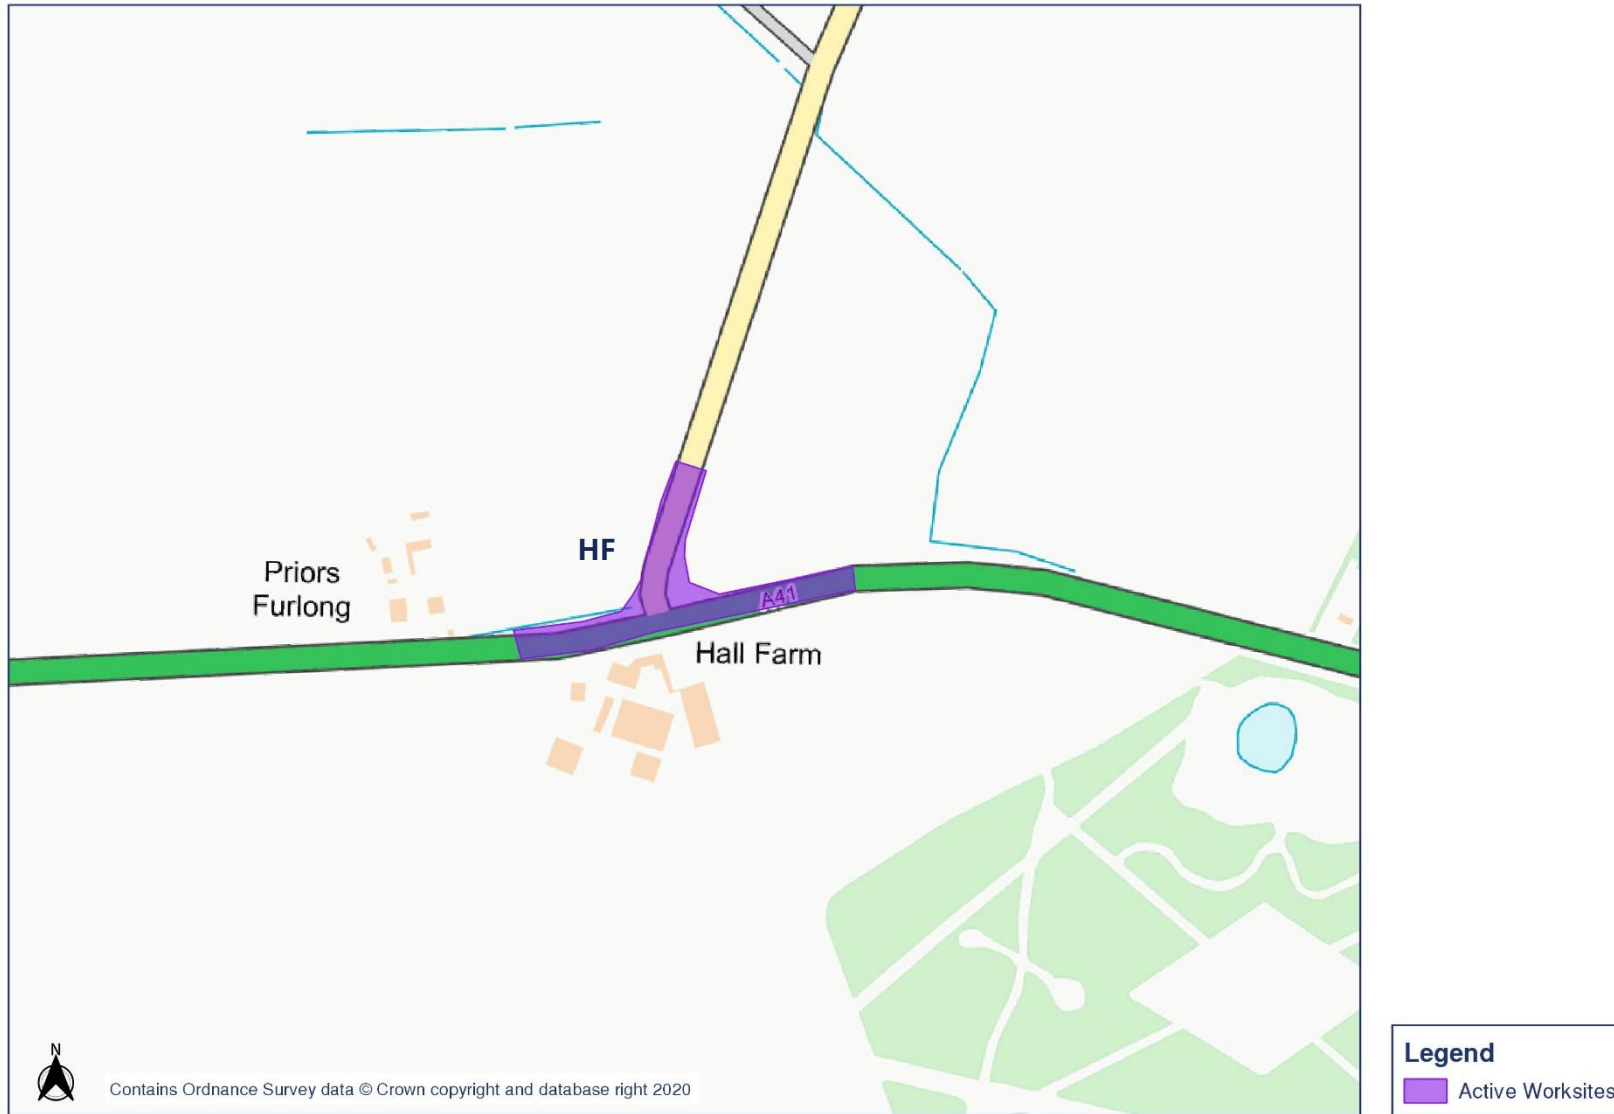 HF
Priors
Furlong
A41
Hall Farm
N
Contains Ordnance Survey data © Crown copyright and database right 2020
Legend
Active Worksites